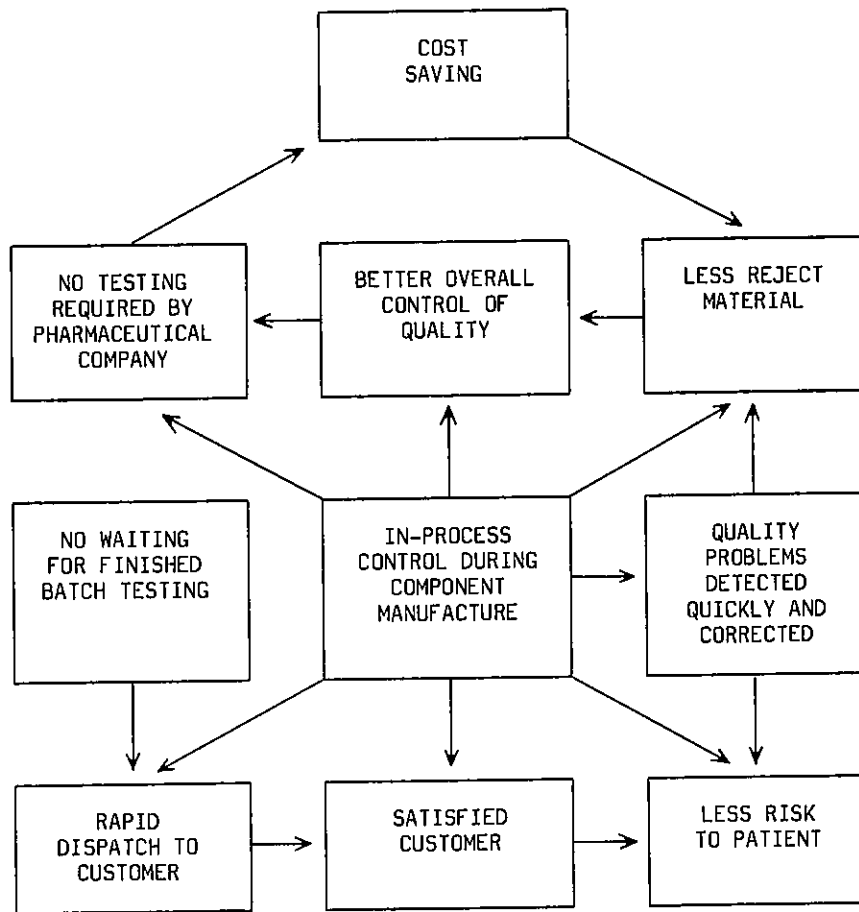 COST
SAVING
NO TESTING
REQUIRED BY
PHARMACEUTICAL
COMPANY
BETTER OVERALL
CONTROL OF
QUALITY
LESS REJECT
MATERIAL
NO WAITING
FOR FINISHED
BATCH TESTING
IN-PROCESS
CONTROL DURING
COMPONENT
MANUFACTURE
QUALITY
PROBLEMS
DETECTED
QUICKLY AND
CORRECTED
RAPID
DISPATCH TO
CUSTOMER
SATISFIED
CUSTOMER
LESS RISK
TO PATIENT